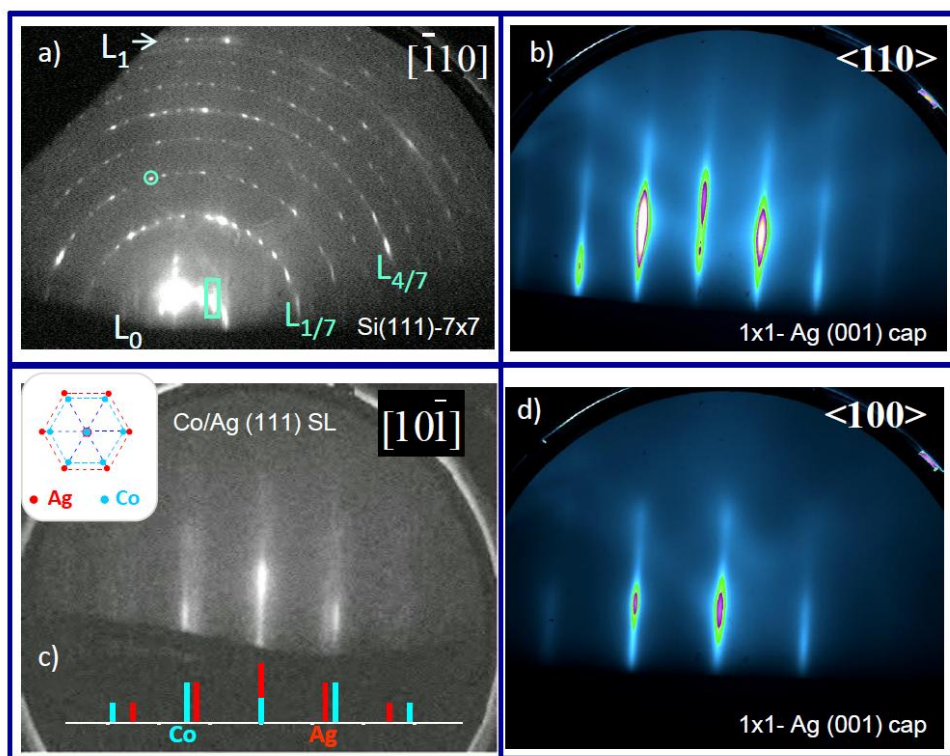 a)
L₁
[1̄10]
L₄/₇
L₁/₇
L₀
Si(111)-7x7
b)
<110>
1x1- Ag (001) cap
Co/Ag (111) SL
[101̄]
Ag
Co
c)
Co
Ag
d)
<100>
1x1- Ag (001) cap